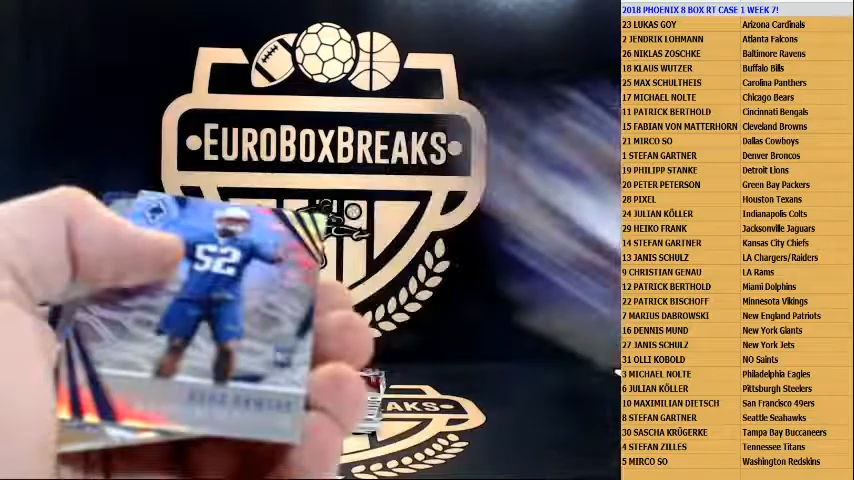 EUROBOXBREAKS
52
AKS
2018 PHOENIX 8 BOX RT CASE 1 WEEK 7!
23 LUKAS GOY Arizona Cardinals
2 JENDRIK LOHMANN Atlanta Falcons
26 NIKLAS ZOSCHKE Baltimore Ravens
18 KLAUS WUTZER Buffalo Bills
25 MAX SCHULTHEIS Carolina Panthers
17 MICHAEL NOLTE Chicago Bears
11 PATRICK BERTHOLD Cincinnati Bengals
15 FABIAN VON MATTERHORN Cleveland Browns
21 MIRCO SO Dallas Cowboys
1 STEFAN GARTNER Denver Broncos
19 PHILIPP STANKE Detroit Lions
20 PETER PETERSON Green Bay Packers
28 PIXEL Houston Texans
24 JULIAN KÖLLER Indianapolis Colts
29 HEIKO FRANK Jacksonville Jaguars
14 STEFAN GARTNER Kansas City Chiefs
13 JANIS SCHULZ LA Chargers/Raiders
9 CHRISTIAN GENAU LA Rams
12 PATRICK BERTHOLD Miami Dolphins
22 PATRICK BISCHOFF Minnesota Vikings
7 MARIUS DABROWSKI New England Patriots
16 DENNIS MUND New York Giants
27 JANIS SCHULZ New York Jets
31 OLLI KOBOLD NO Saints
3 MICHAEL NOLTE Philadelphia Eagles
6 JULIAN KÖLLER Pittsburgh Steelers
10 MAXIMILIAN DIETSCH San Francisco 49ers
8 STEFAN GARTNER Seattle Seahawks
30 SASCHA KRÜGERKE Tampa Bay Buccaneers
4 STEFAN ZILLES Tennessee Titans
5 MIRCO SO Washington Redskins